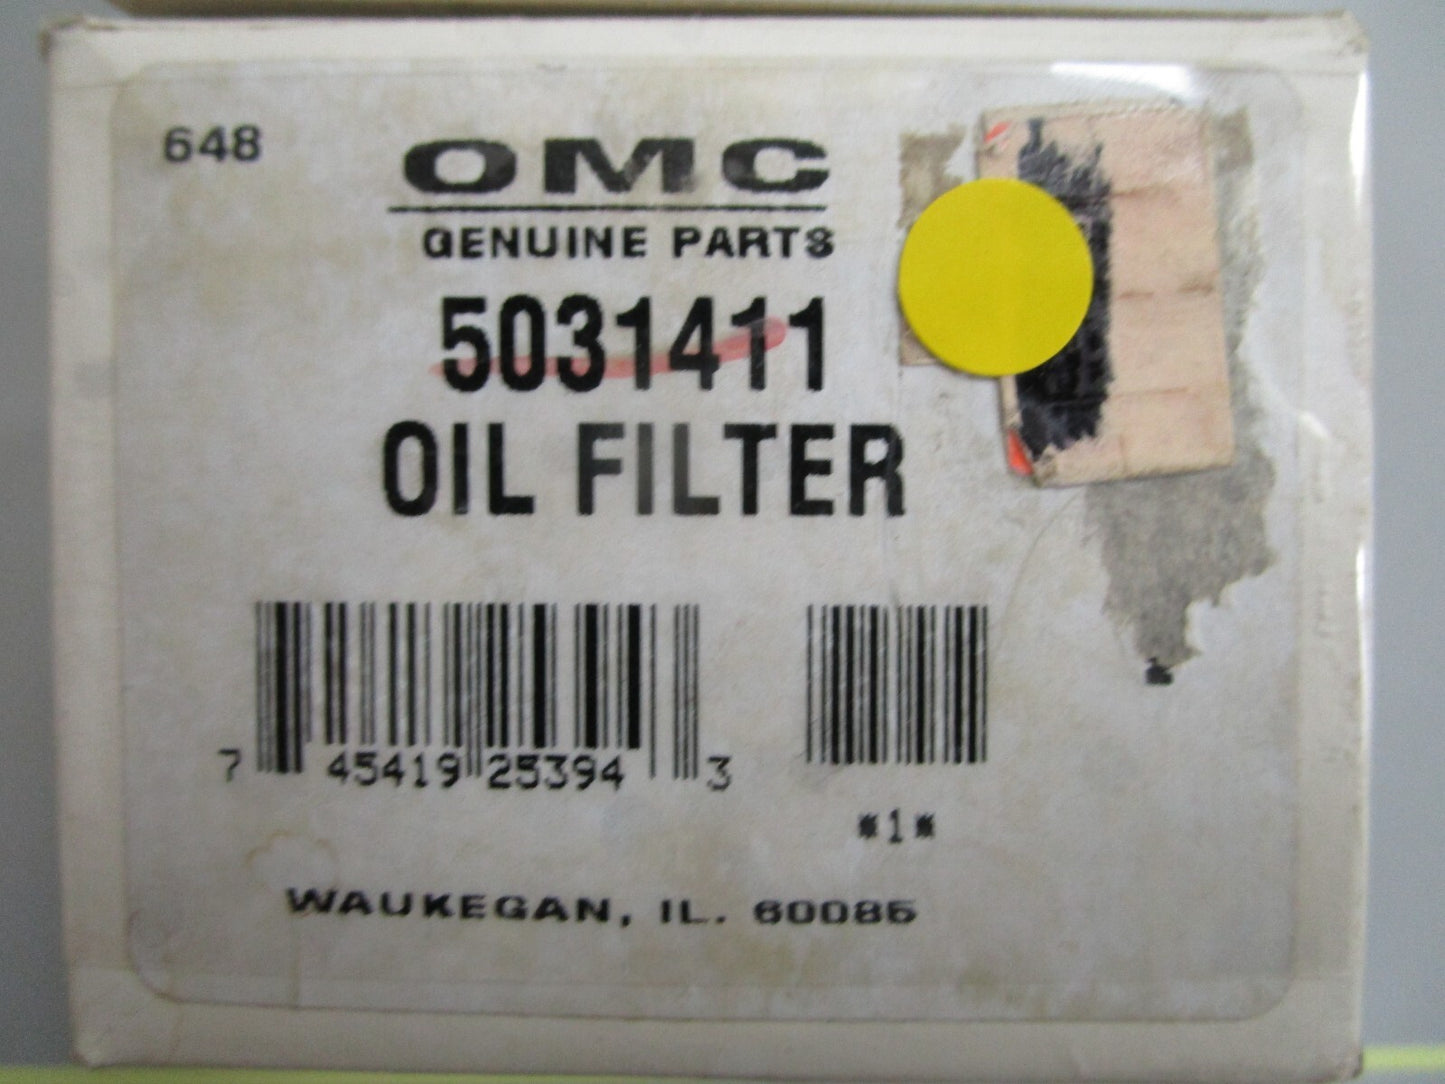 648
OMC
GENUINE PARTS
5031411
OIL FILTER
7 45419 25394 3
*1*
WAUKEGAN, IL. 60085